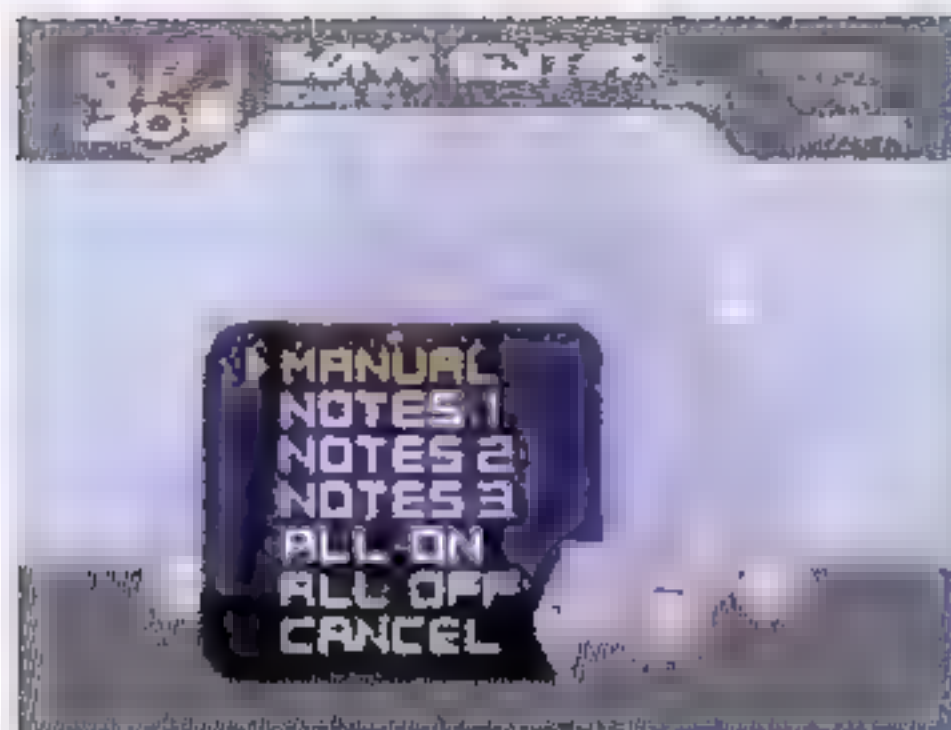 MANUAL
NOTES 1
NOTES 2
NOTES 3
ALL ON
ALL OFF
CANCEL